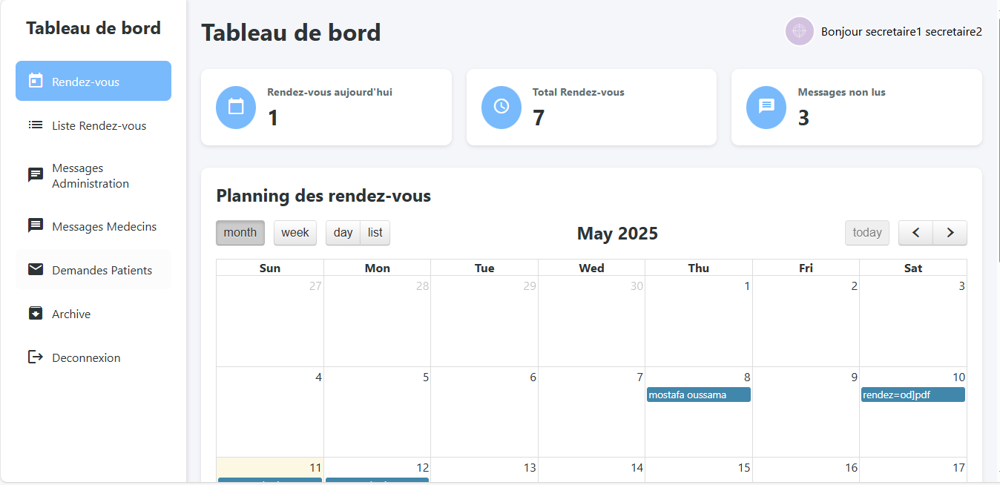 Tableau de bord
Rendez-vous
Liste Rendez-vous
Messages
Administration
Messages Medecins
Demandes Patients
Archive
Deconnexion
Tableau de bord
Bonjour secretaire1 secretaire2
Rendez-vous aujourd'hui
1
Total Rendez-vous
7
Messages non lus
3
Planning des rendez-vous
month week day list
May 2025
today
Sun Mon Tue Wed Thu Fri Sat
27 28 29 30 1 2 3
4 5 6 7 8 9 10
mostafa oussama
rendez=od]pdf
11 12 13 14 15 16 17